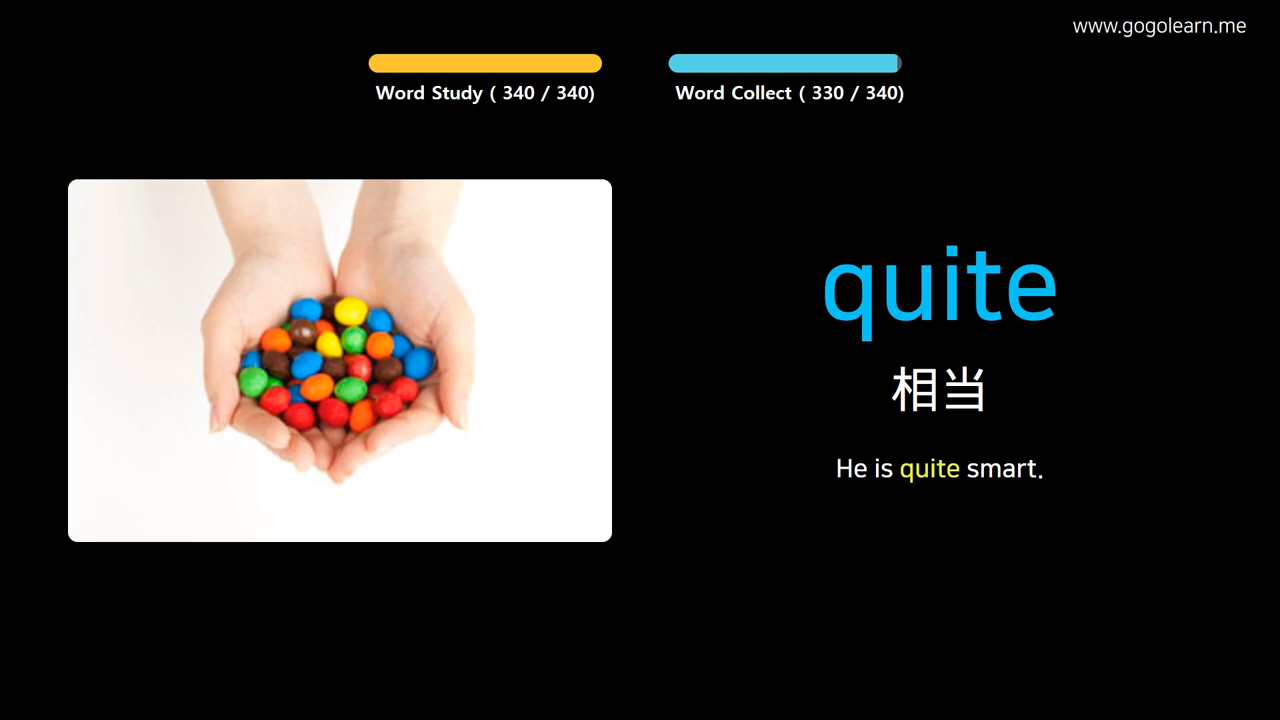 www.gogolearn.me
Word Study ( 340 / 340)
Word Collect ( 330 / 340)
quite
相当
He is quite smart.